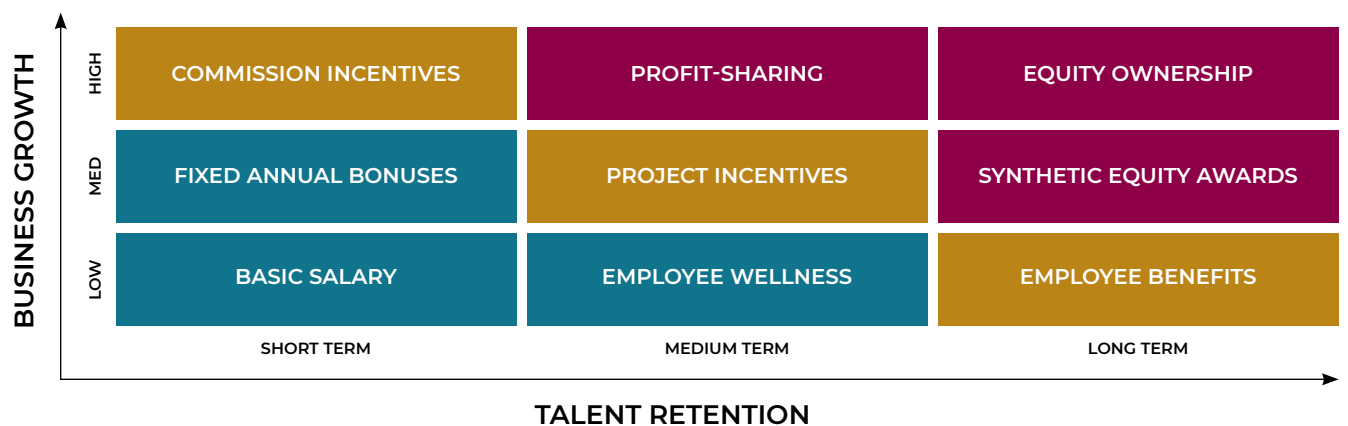 BUSINESS GROWTH
HIGH
COMMISSION INCENTIVES
PROFIT-SHARING
EQUITY OWNERSHIP
MED
FIXED ANNUAL BONUSES
PROJECT INCENTIVES
SYNTHETIC EQUITY AWARDS
LOW
BASIC SALARY
EMPLOYEE WELLNESS
EMPLOYEE BENEFITS
SHORT TERM
MEDIUM TERM
LONG TERM
TALENT RETENTION